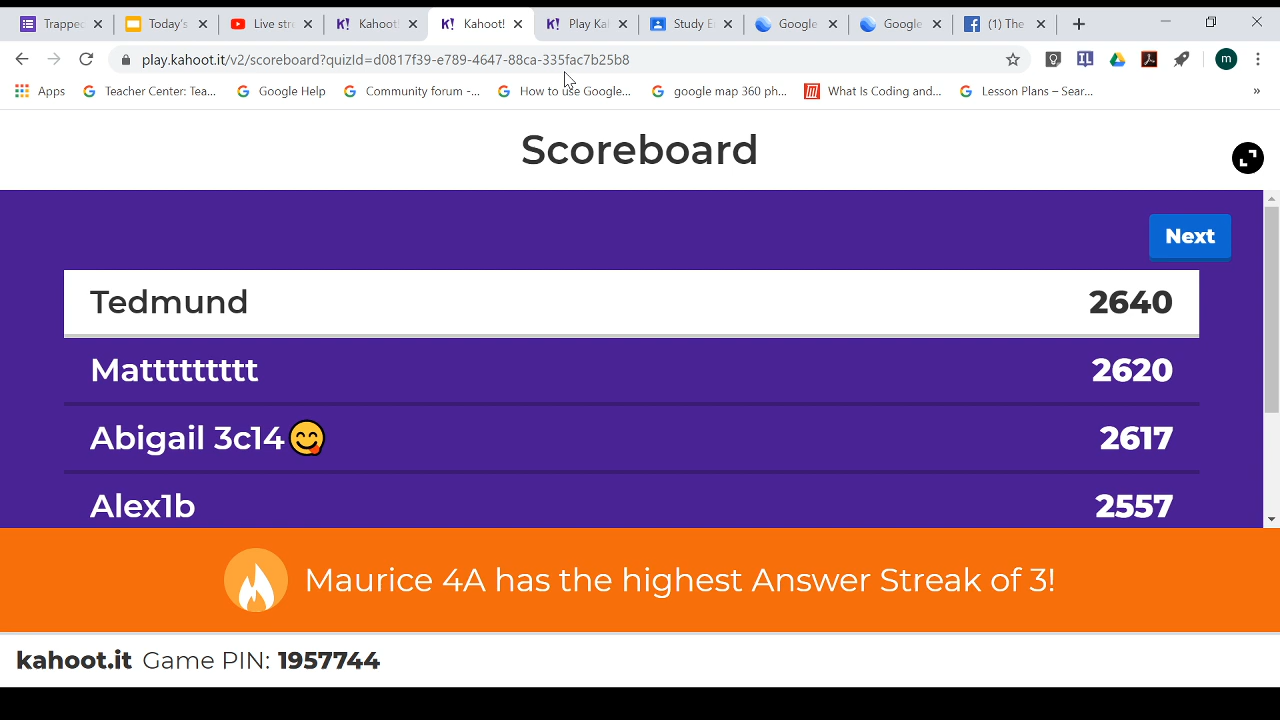 Trapped
Today's
Live str
K! Kahoot!
K! Kahoot!
K! Play Ka
Study E
Google
Google
(1) The
play.kahoot.it/v2/scoreboard?quizId=d0817f39-e789-4647-88ca-335fac7b25b8
IL
m
Apps
Teacher Center: Tea...
Google Help
Community forum -...
How to use Google...
google map 360 ph...
What Is Coding and...
Lesson Plans – Sear...
»
Scoreboard
Next
Tedmund 2640
Matttttttt 2620
Abigail 3c14😋 2617
Alex1b 2557
Maurice 4A has the highest Answer Streak of 3!
kahoot.it Game PIN: 1957744